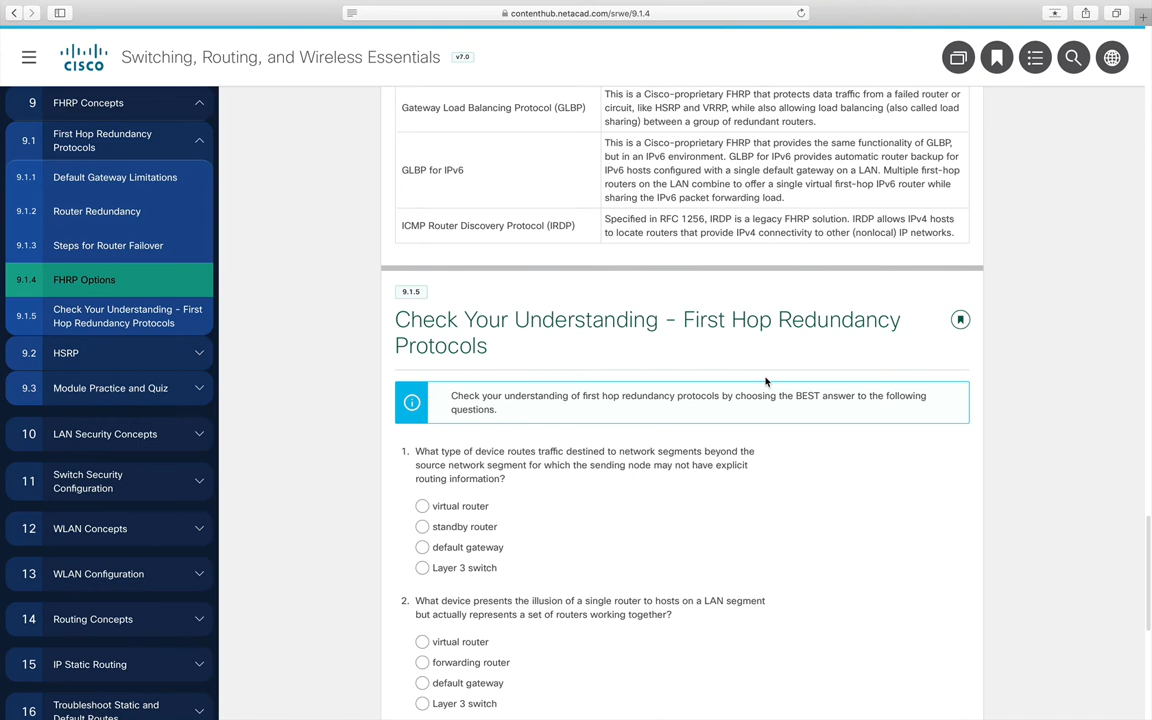 contenthub.netacad.com/srwe/9.1.4
CISCO
Switching, Routing, and Wireless Essentials
v7.0
9 FHRP Concepts
9.1 First Hop Redundancy
Protocols
9.1.1 Default Gateway Limitations
9.1.2 Router Redundancy
9.1.3 Steps for Router Failover
9.1.4 FHRP Options
9.1.5 Check Your Understanding - First
Hop Redundancy Protocols
9.2 HSRP
9.3 Module Practice and Quiz
10 LAN Security Concepts
11 Switch Security
Configuration
12 WLAN Concepts
13 WLAN Configuration
14 Routing Concepts
15 IP Static Routing
16 Troubleshoot Static and
Default Routes
Gateway Load Balancing Protocol (GLBP)
This is a Cisco-proprietary FHRP that protects data traffic from a failed router or
circuit, like HSRP and VRRP, while also allowing load balancing (also called load
sharing) between a group of redundant routers.
GLBP for IPv6
This is a Cisco-proprietary FHRP that provides the same functionality of GLBP,
but in an IPv6 environment. GLBP for IPv6 provides automatic router backup for
IPv6 hosts configured with a single default gateway on a LAN. Multiple first-hop
routers on the LAN combine to offer a single virtual first-hop IPv6 router while
sharing the IPv6 packet forwarding load.
ICMP Router Discovery Protocol (IRDP)
Specified in RFC 1256, IRDP is a legacy FHRP solution. IRDP allows IPv4 hosts
to locate routers that provide IPv4 connectivity to other (nonlocal) IP networks.
9.1.5
Check Your Understanding - First Hop Redundancy
Protocols
Check your understanding of first hop redundancy protocols by choosing the BEST answer to the following
questions.
1. What type of device routes traffic destined to network segments beyond the
source network segment for which the sending node may not have explicit
routing information?
virtual router
standby router
default gateway
Layer 3 switch
2. What device presents the illusion of a single router to hosts on a LAN segment
but actually represents a set of routers working together?
virtual router
forwarding router
default gateway
Layer 3 switch